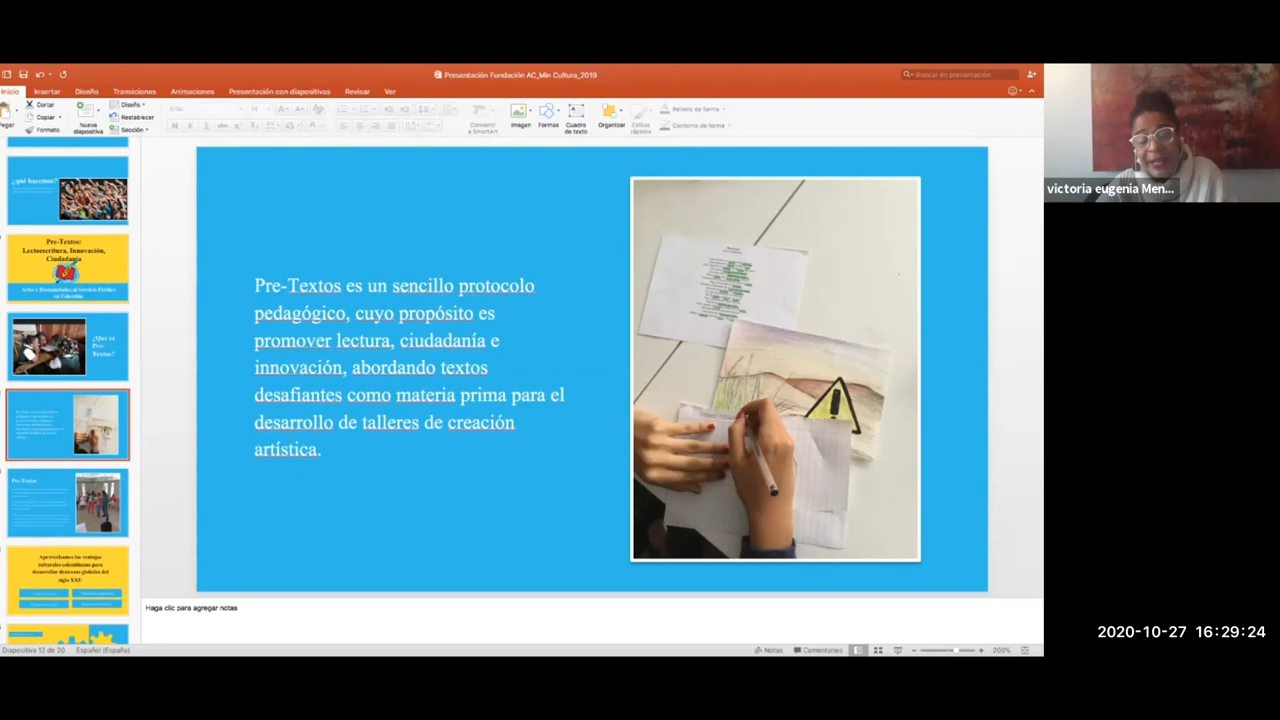 Presentación Fundación AC_Min Cultura_2019
Buscar en presentación
Inicio Insertar Diseño Transiciones Animaciones Presentación con diapositivas Revisar Ver
Pegar
Cortar
Copiar
Formato
Nueva
diapositiva
Diseño
Restablecer
Sección
Arial
14
Convertir
a SmartArt
Imagen
Formas
Cuadro
de texto
Organizar
Estilos
rápidos
Relleno de forma
Contorno de forma
¿qué hacemos?
Pre-Textos:
Lectoescritura, Innovación,
Ciudadanía
Artes y Humanidades al Servicio Público
en Colombia
¿Qué es
Pre-
Textos?
Pre-Textos
Aprovechamos las ventajas
culturales colombianas para
desarrollar destrezas globales del
siglo XXI:
Pre-Textos es un sencillo protocolo
pedagógico, cuyo propósito es
promover lectura, ciudadanía e
innovación, abordando textos
desafiantes como materia prima para el
desarrollo de talleres de creación
artística.
Haga clic para agregar notas
Diapositiva 12 de 20 Español (España)
Notas Comentarios 200%
victoria eugenia Men...
2020-10-27 16:29:24